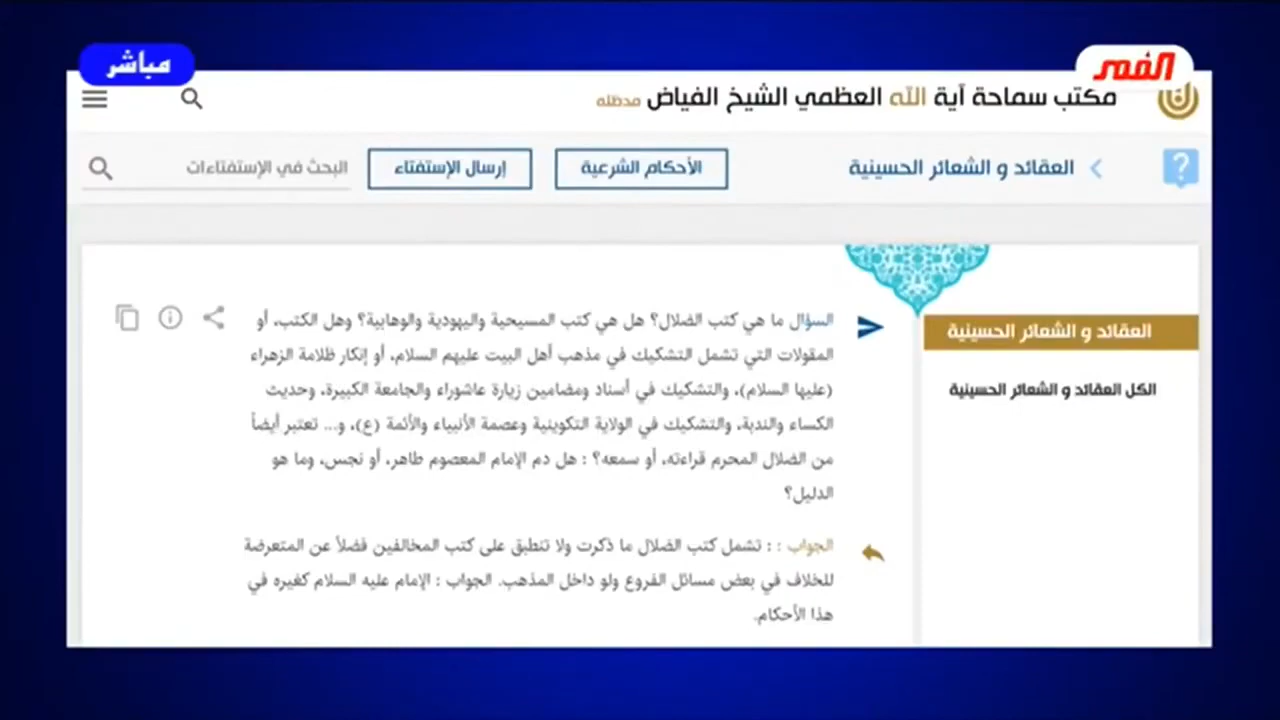 مباشر
القمر
مكتب سماحة آية الله العظمي الشيخ الفياض مدظله
العقائد و الشعائر الحسينية
الأحكام الشرعية
إرسال الإستفتاء
البحث في الإستفتاءات
العقائد و الشعائر الحسينية
الكل العقائد و الشعائر الحسينية
السؤال ما هي كتب الضلال؟ هل هي كتب المسيحية واليهودية والوهابية؟ وهل الكتب، أو
المقولات التي تشمل التشكيك في مذهب أهل البيت عليهم السلام، أو إنكار ظلامة الزهراء
(عليها السلام)، والتشكيك في أسناد ومضامين زيارة عاشوراء والجامعة الكبيرة، وحديث
الكساء والندبة، والتشكيك في الولاية التكوينية وعصمة الأنبياء والأئمة (ع)، و... تعتبر أيضاً
من الضلال المحرم قراءته، أو سمعه؟ : هل دم الإمام المعصوم طاهر، أو نجس، وما هو
الدليل؟
الجواب : : تشمل كتب الضلال ما ذكرت ولا تنطبق على كتب المخالفين فضلاً عن المتعرضة
للخلاف في بعض مسائل الفروع ولو داخل المذهب. الجواب : الإمام عليه السلام كغيره في
هذا الأحكام.